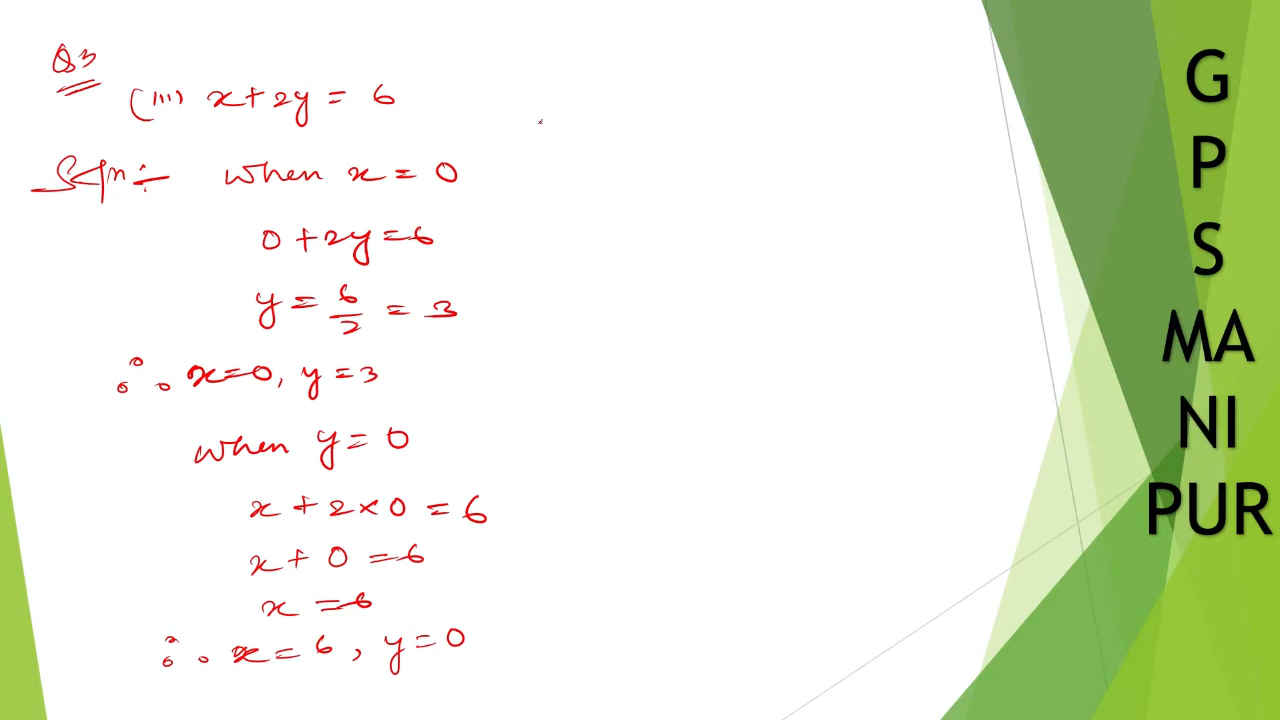 Q3
(iii) x + 2y = 6
Soln :- when x = 0
0 + 2y = 6
y = 6/2 = 3
∴ x = 0, y = 3
when y = 0
x + 2 × 0 = 6
x + 0 = 6
x = 6
∴ x = 6, y = 0
G
P
S
MA
NI
PUR